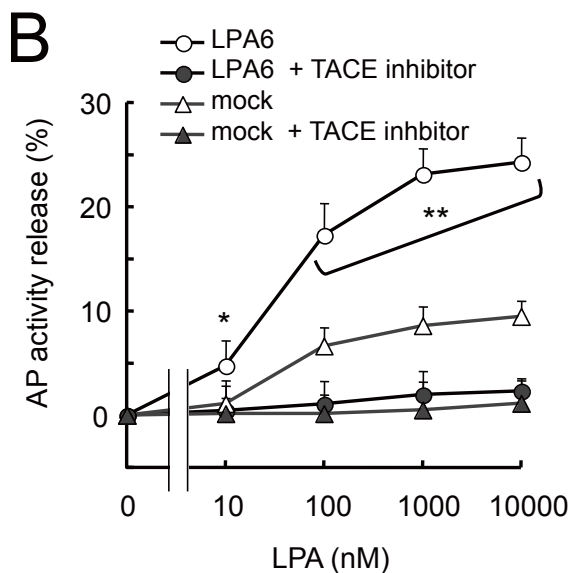 B
LPA6
LPA6 + TACE inhibitor
mock
mock + TACE inhbitor
AP activity release (%)
30
20
10
0
*
**
0 10 100 1000 10000
LPA (nM)